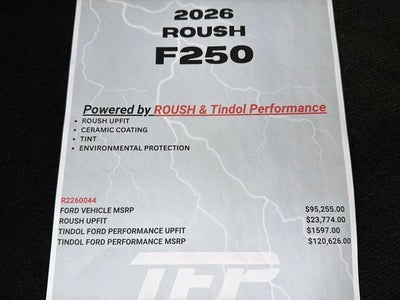 2026
ROUSH
F250
Powered by ROUSH & Tindol Performance
• ROUSH UPFIT
• CERAMIC COATING
• TINT
• ENVIRONMENTAL PROTECTION
R2260044
FORD VEHICLE MSRP $95,255.00
ROUSH UPFIT $23,774.00
TINDOL FORD PERFORMANCE UPFIT $1597.00
TINDOL FORD PERFORMANCE MSRP $120,626.00
TFP